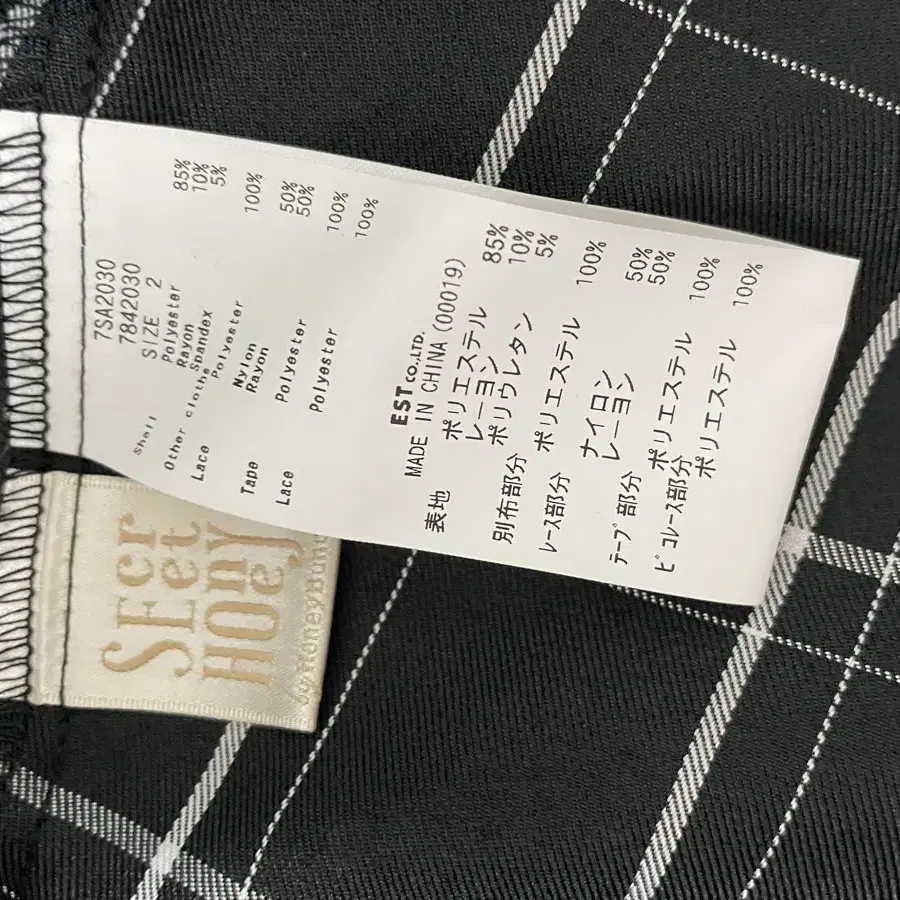 7SA2030
7842030
SIZE 2
Shell Polyester 85%
Rayon 10%
Spandex 5%
Other cloths Polyester 100%
Lace Nylon 50%
Rayon 50%
Tape Polyester 100%
Lace Polyester 100%
EST CO.,LTD.
MADE IN CHINA (00019)
表地 ポリエステル 85%
レーヨン 10%
ポリウレタン 5%
別布部分 ポリエステル 100%
ﾚｰｽ部分 ナイロン 50%
レーヨン 50%
ﾃｰﾌﾟ部分 ポリエステル 100%
ﾋﾟｺﾚｰｽ部分 ポリエステル 100%
SEcrEet
HOney
by HoneyBunc